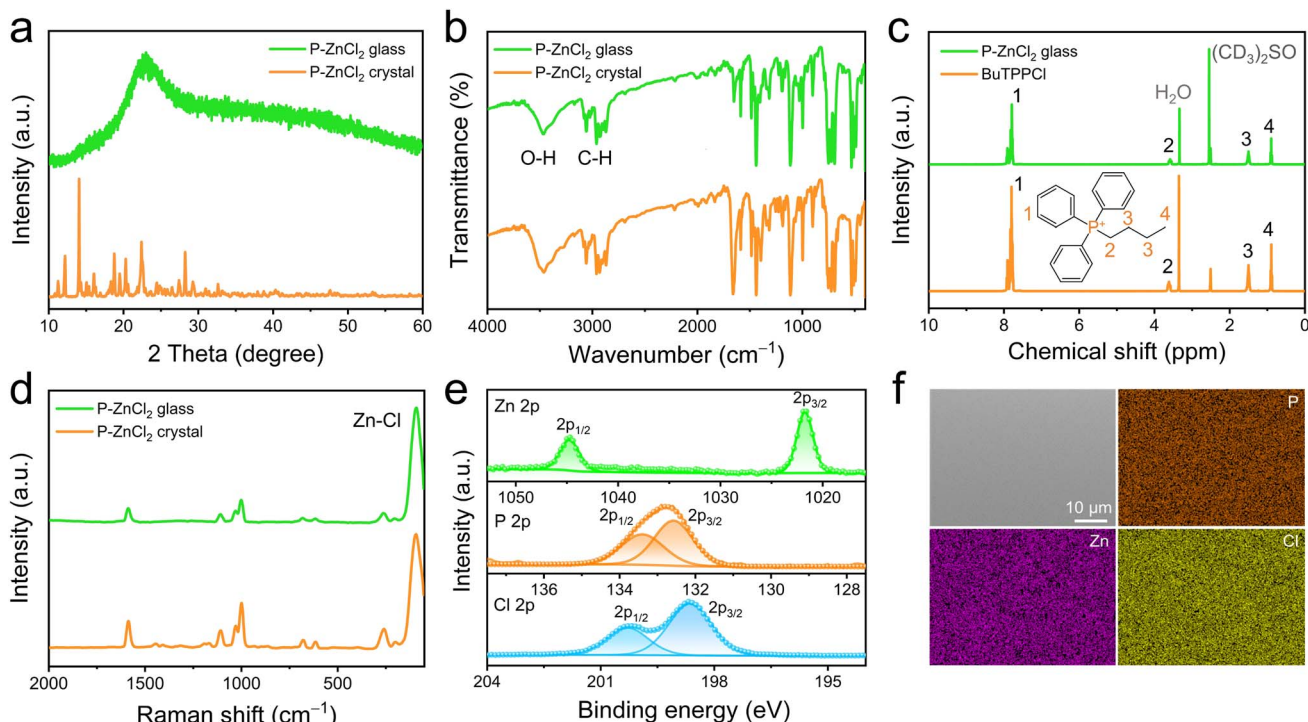 a
P-ZnCl₂ glass
P-ZnCl₂ crystal
Intensity (a.u.)
10 20 30 40 50 60
2 Theta (degree)
b
P-ZnCl₂ glass
P-ZnCl₂ crystal
O-H
C-H
Transmittance (%)
4000 3000 2000 1000
Wavenumber (cm⁻¹)
c
P-ZnCl₂ glass
BuTPPCl
(CD₃)₂SO
H₂O
1
2
3
4
1
1
P⁺
3
4
2
3
2
3
4
Intensity (a.u.)
10 8 6 4 2 0
Chemical shift (ppm)
d
P-ZnCl₂ glass
P-ZnCl₂ crystal
Zn-Cl
Intensity (a.u.)
2000 1500 1000 500
Raman shift (cm⁻¹)
e
Zn 2p
2p₁/₂
2p₃/₂
1050 1040 1030 1020
P 2p
2p₁/₂
2p₃/₂
136 134 132 130 128
Cl 2p
2p₁/₂
2p₃/₂
Intensity (a.u.)
204 201 198 195
Binding energy (eV)
f
10 μm
P
Zn
Cl